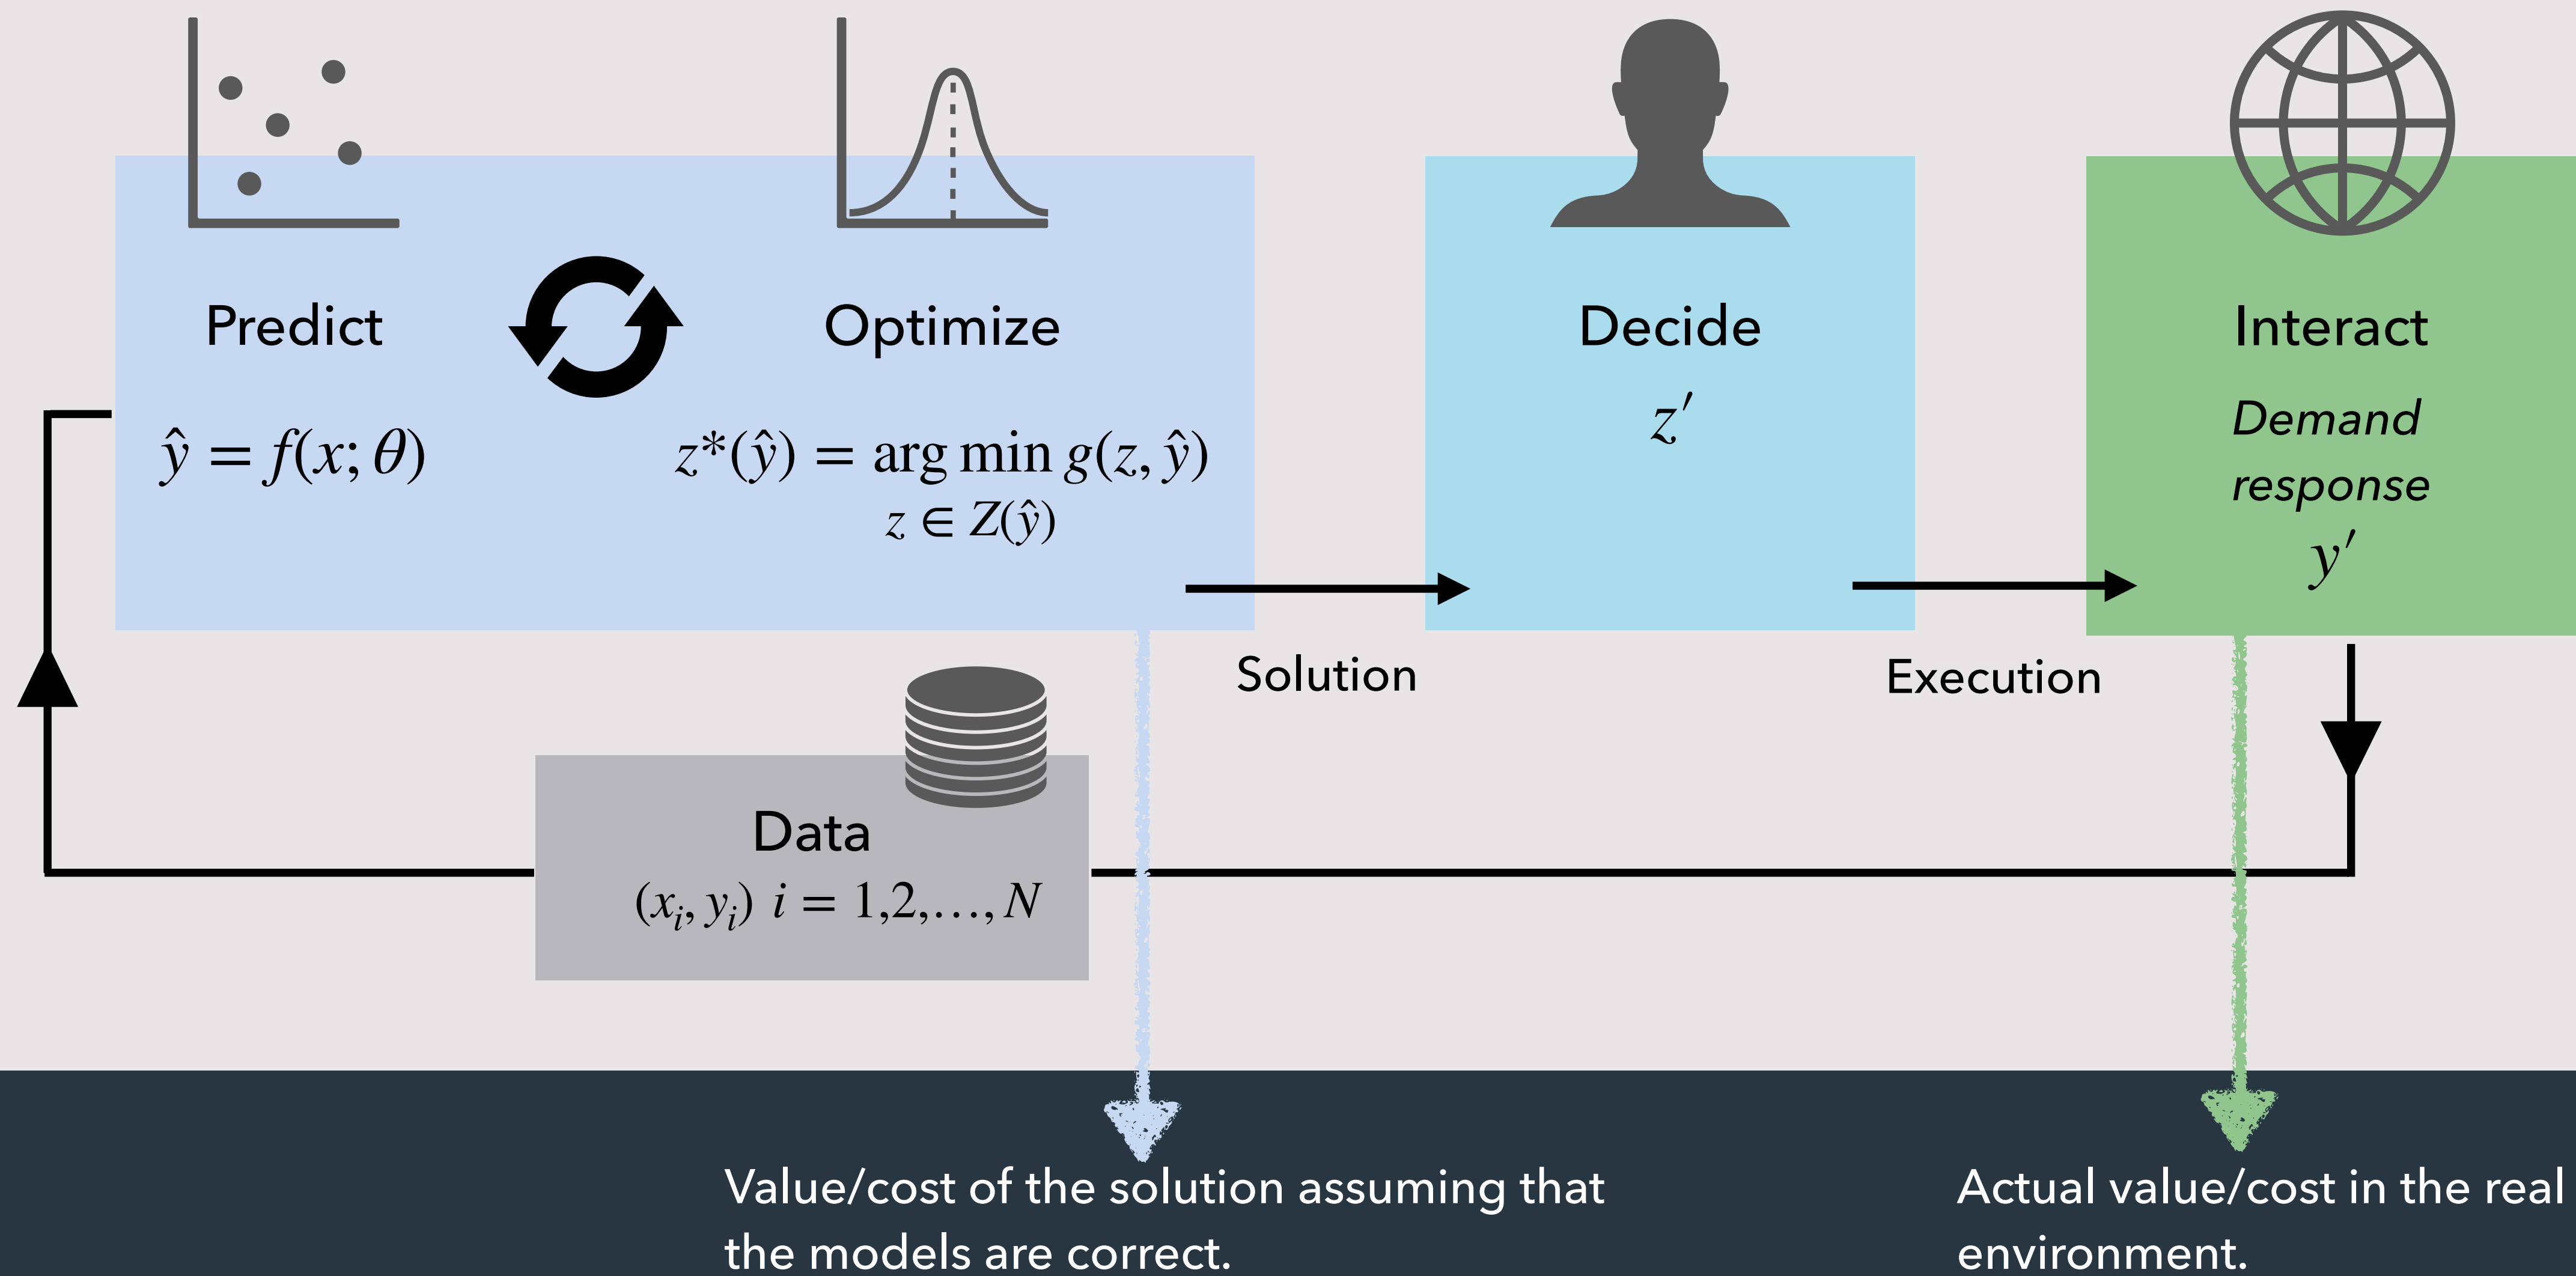 Predict
ŷ = f(x; θ)
Optimize
z*(ŷ) = arg min g(z, ŷ)
z ∈ Z(ŷ)
Decide
z′
Interact
Demand
response
y′
Solution
Execution
Data
(xᵢ, yᵢ) i = 1,2,…, N
Value/cost of the solution assuming that
the models are correct.
Actual value/cost in the real
environment.